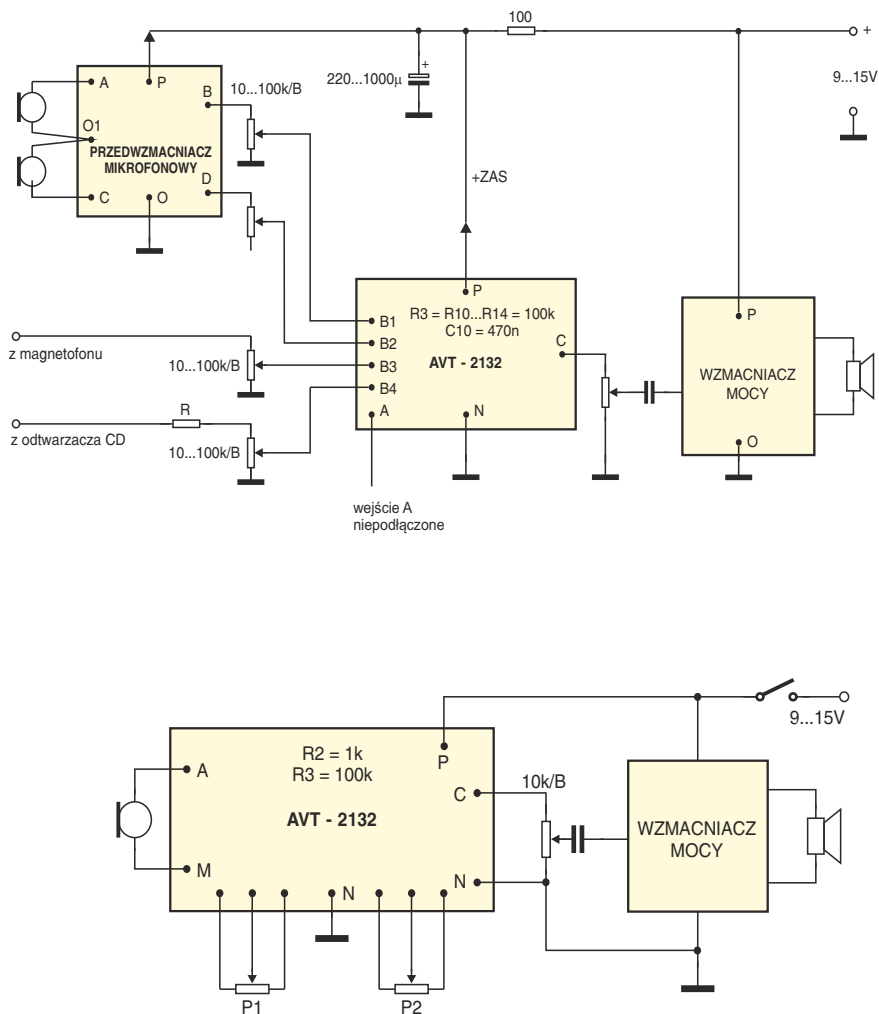 100
+
220...1000µ
+
9...15V
A
P
B
10...100k/B
O1
PRZEDWZMACNIACZ
MIKROFONOWY
D
C
O
+ZAS
P
R3 = R10...R14 = 100k
C10 = 470n
B1
B2
B3
B4
A
C
AVT - 2132
N
P
WZMACNIACZ
MOCY
O
z magnetofonu
10...100k/B
R
z odtwarzacza CD
10...100k/B
wejście A
niepodłączone
9...15V
R2 = 1k
R3 = 100k
P
A
C
10k/B
AVT - 2132
WZMACNIACZ
MOCY
M
N
N
P1
P2